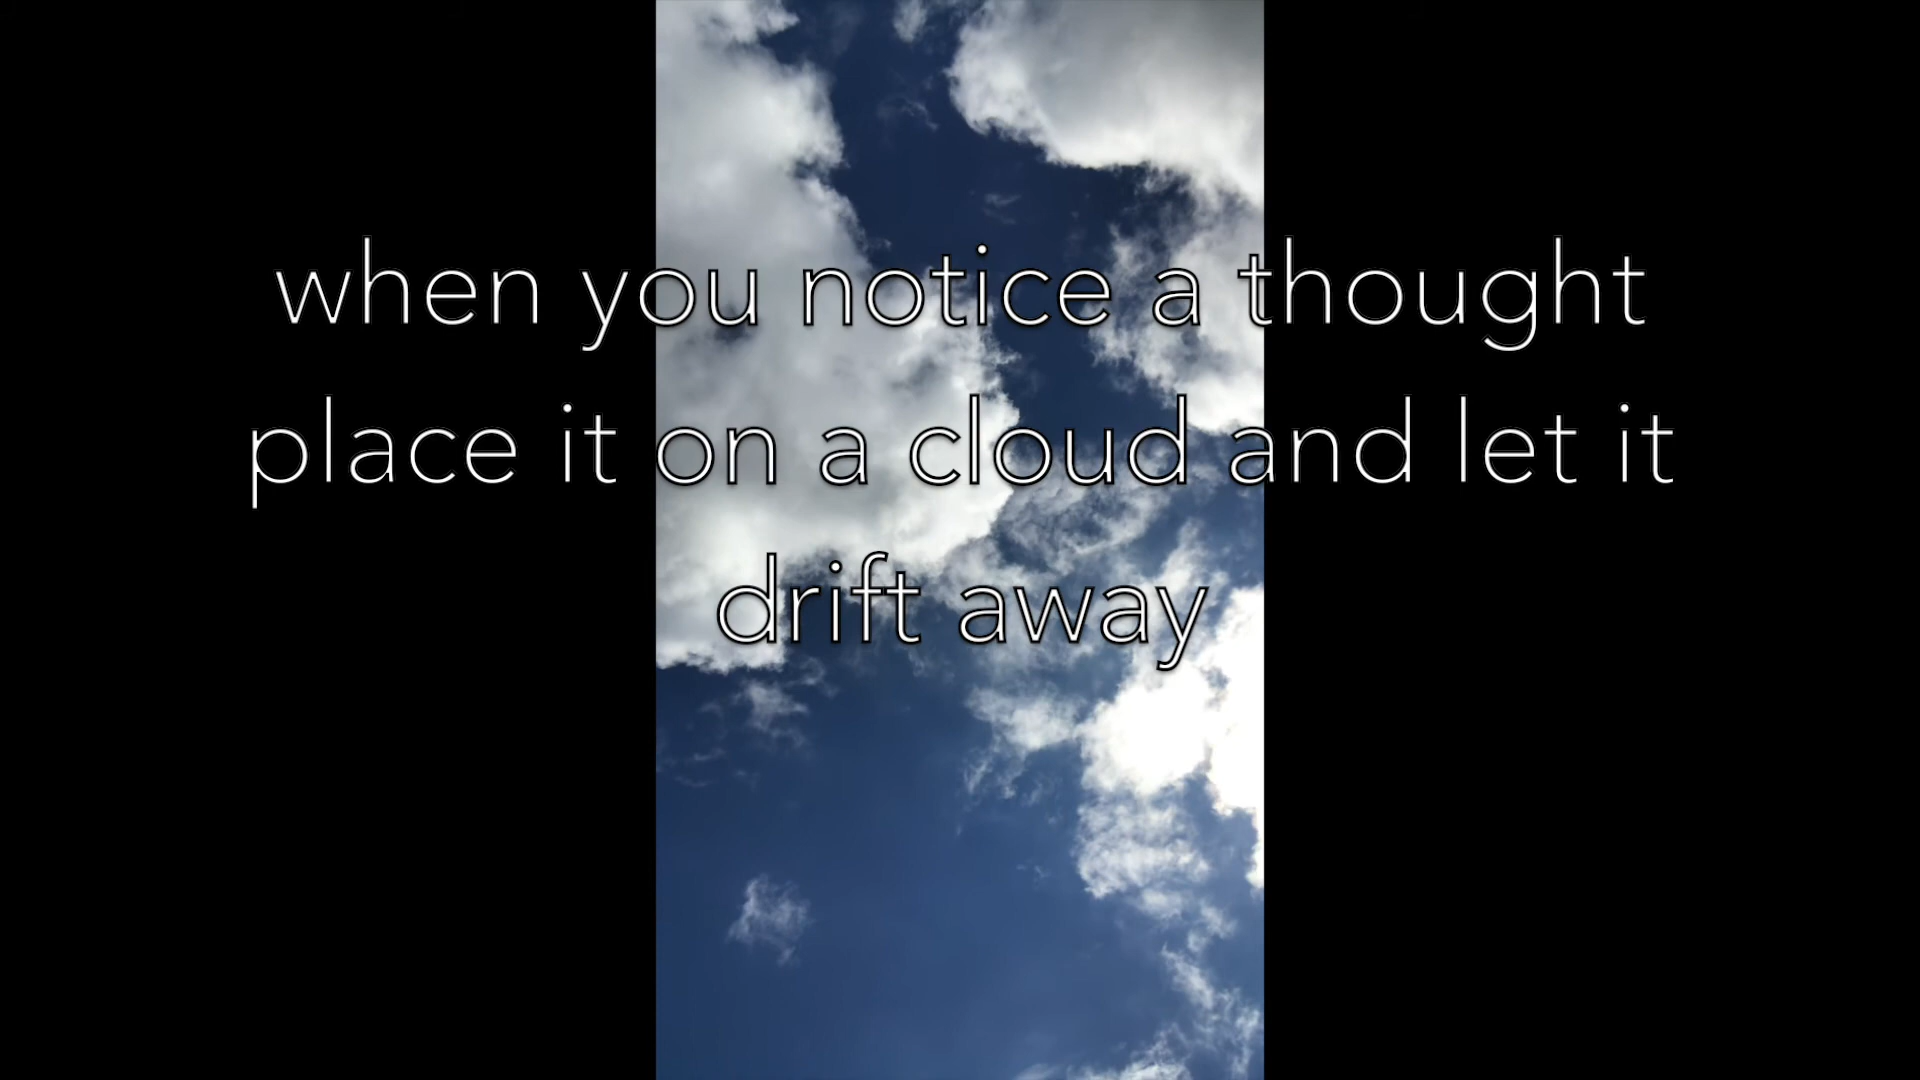 when you notice a thought
place it on a cloud and let it
drift away